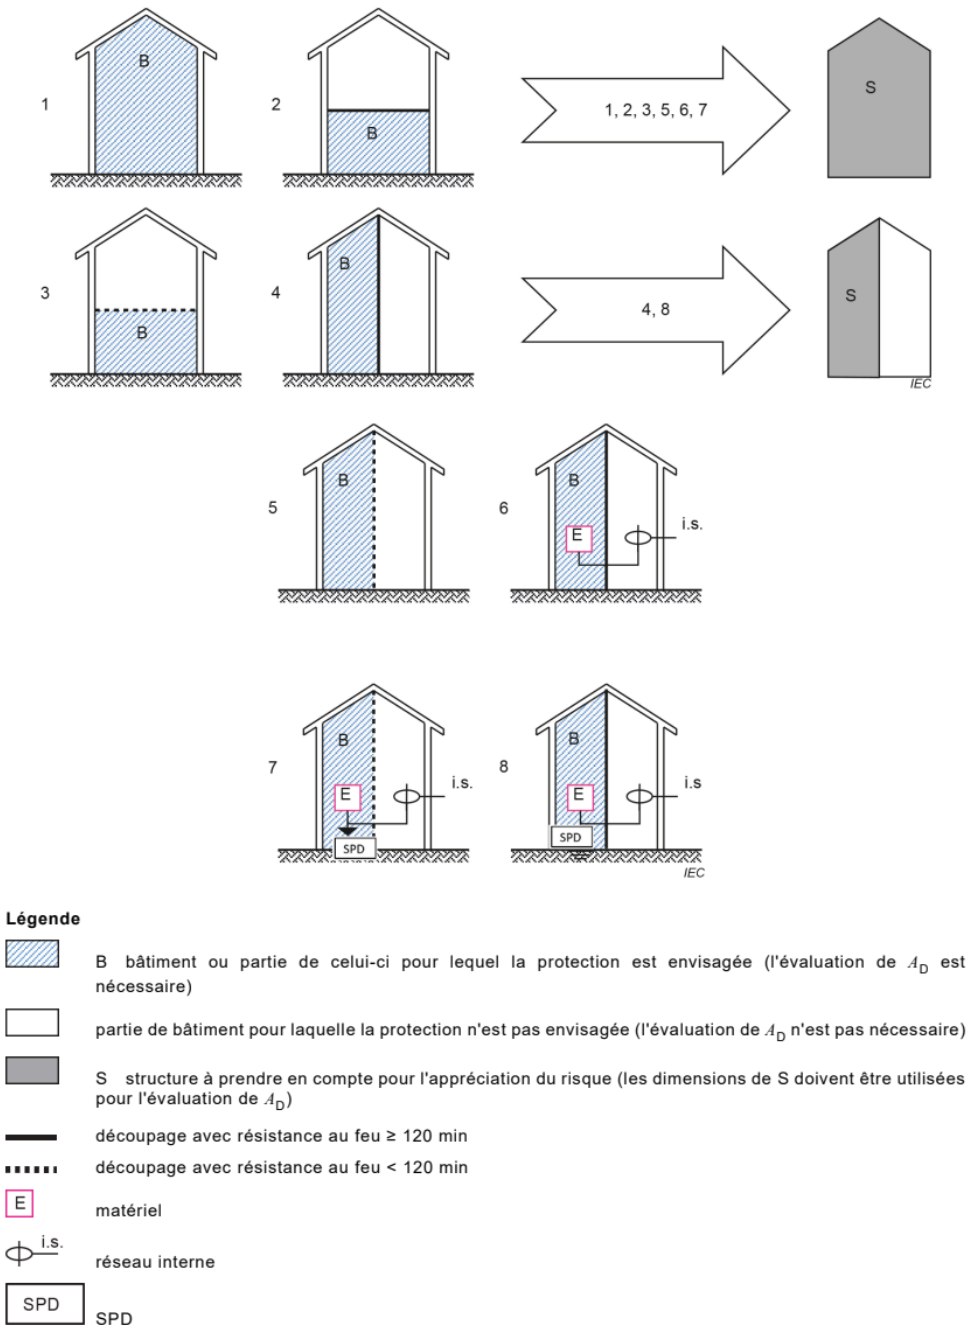 B
B
1
2
1, 2, 3, 5, 6, 7
S
B
B
3
4
4, 8
S
IEC
B
B
5
6
E
i.s.
B
B
7
8
E
i.s.
E
i.s
SPD
SPD
IEC
Légende
B bâtiment ou partie de celui-ci pour lequel la protection est envisagée (l'évaluation de AD est
nécessaire)
partie de bâtiment pour laquelle la protection n'est pas envisagée (l'évaluation de AD n'est pas nécessaire)
S structure à prendre en compte pour l'appréciation du risque (les dimensions de S doivent être utilisées
pour l'évaluation de AD)
découpage avec résistance au feu ≥ 120 min
découpage avec résistance au feu < 120 min
E
matériel
i.s.
réseau interne
SPD
SPD